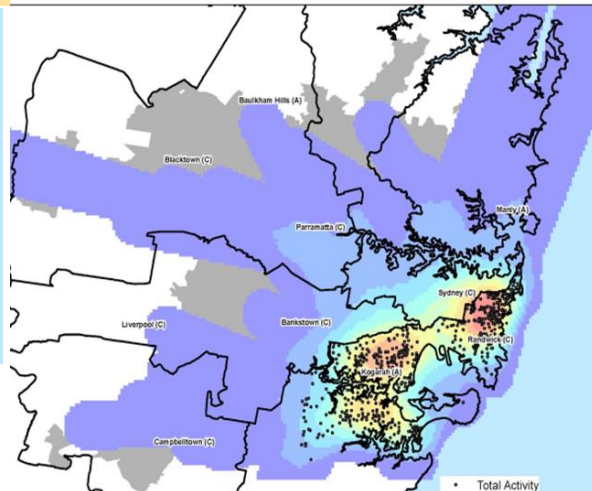 Baulkham Hills (A)
Blacktown (C)
Manly (A)
Parramatta (C)
Sydney (C)
Liverpool (C)
Bankstown (C)
Randwick (C)
Kogarah (A)
Campbelltown (C)
Total Activity